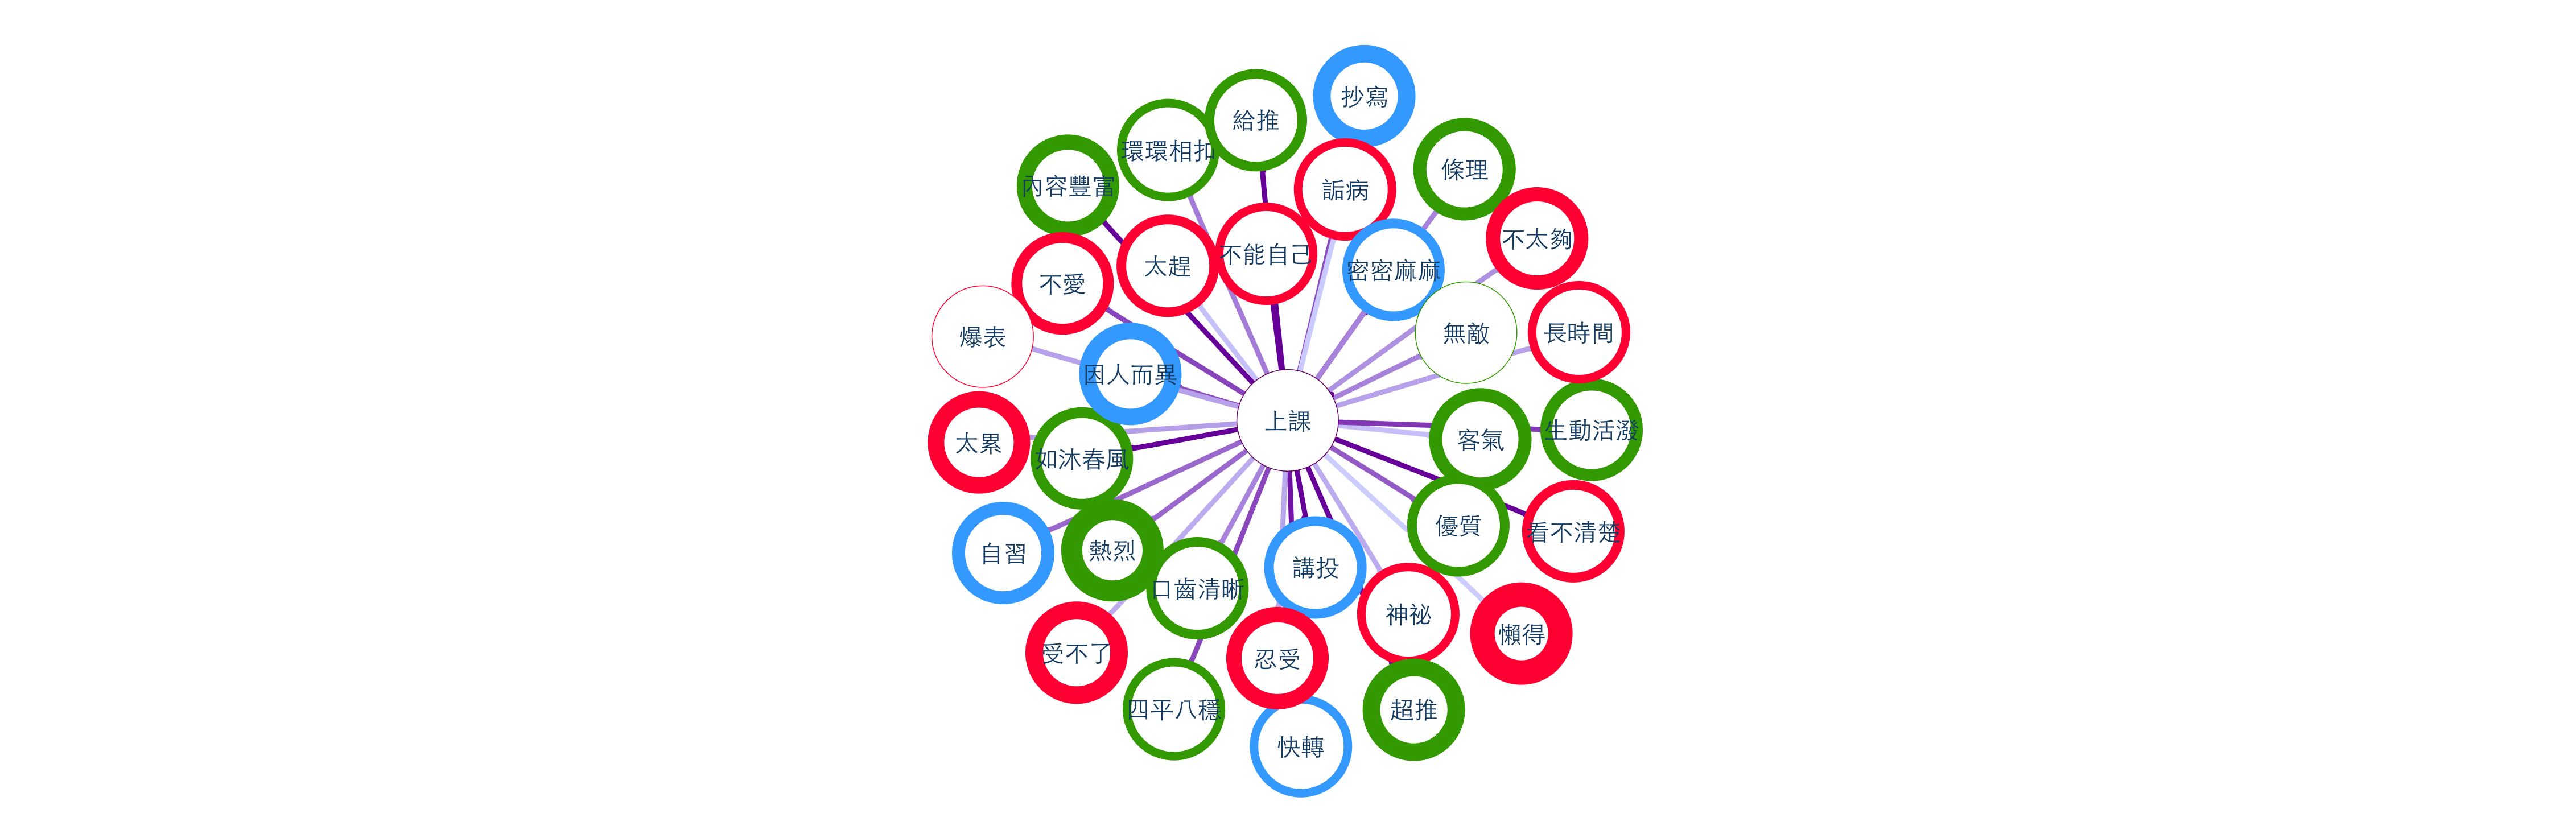 抄寫
給推
環環相扣
條理
內容豐富
詬病
不太夠
不能自己
太趕
密密麻麻
不愛
長時間
無敵
爆表
因人而異
上課
生動活潑
客氣
太累
如沐春風
優質
看不清楚
熱烈
自習
講投
口齒清晰
神祕
懶得
受不了
忍受
四平八穩
超推
快轉